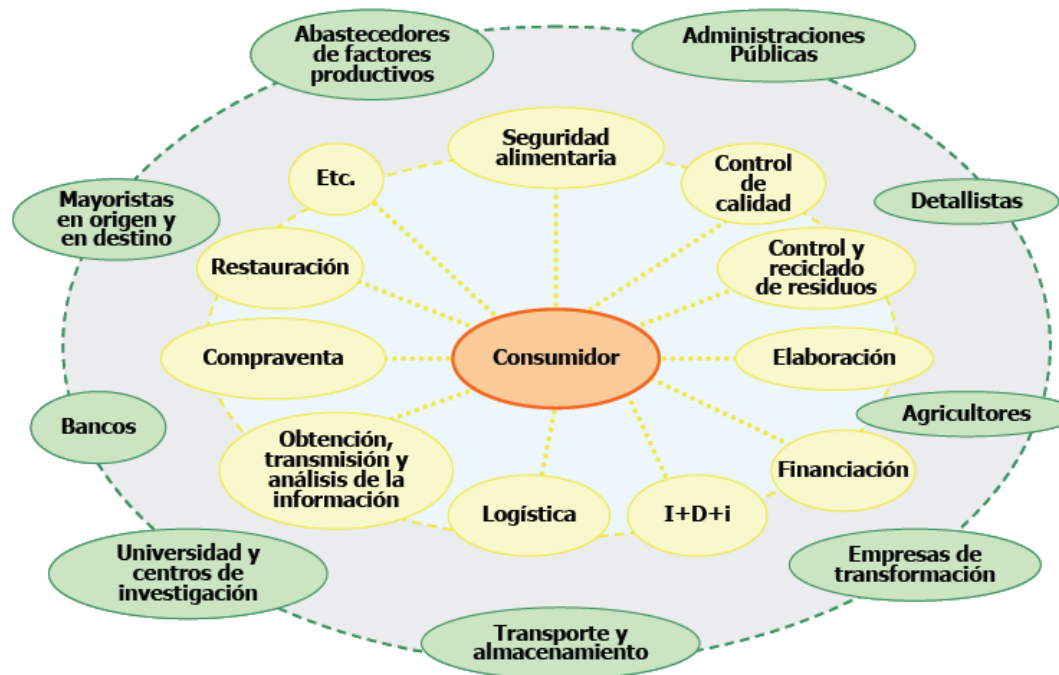 Abastecedores
de factores
productivos
Administraciones
Públicas
Seguridad
alimentaria
Control
de
calidad
Etc.
Mayoristas
en origen y
en destino
Detallistas
Restauración
Control y
reciclado
de residuos
Compraventa
Consumidor
Elaboración
Bancos
Agricultores
Obtención,
transmisión y
análisis de la
información
Financiación
Logística
I+D+i
Universidad y
centros de
investigación
Empresas de
transformación
Transporte y
almacenamiento